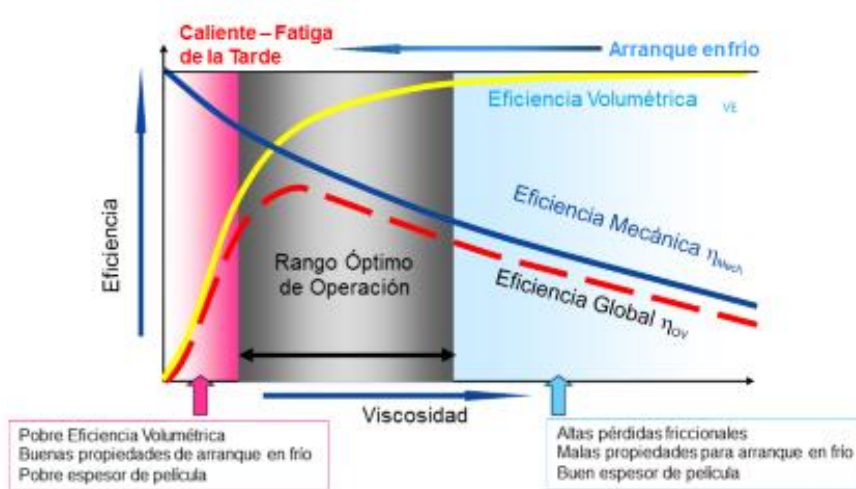 Caliente – Fatiga
de la Tarde
Arranque en frío
Eficiencia Volumétrica VE
Eficiencia
Eficiencia Mecánica ηMech
Rango Óptimo
de Operación
Eficiencia Global ηOV
Viscosidad
Pobre Eficiencia Volumétrica
Buenas propiedades de arranque en frío
Pobre espesor de película
Altas pérdidas friccionales
Malas propiedades para arranque en frío
Buen espesor de película